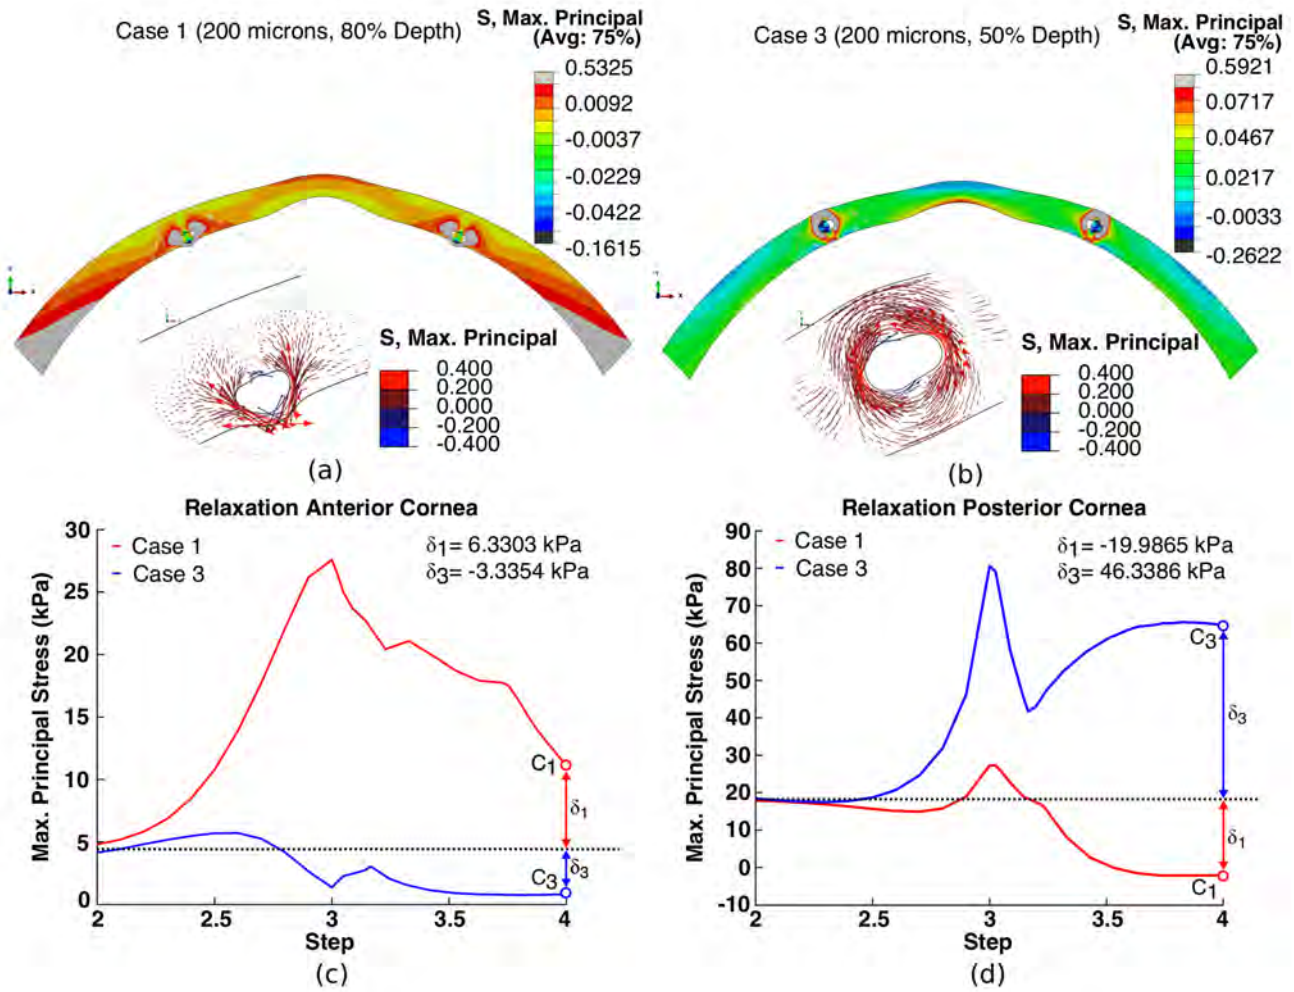 Case 1 (200 microns, 80% Depth)
S, Max. Principal
(Avg: 75%)
0.5325
0.0092
-0.0037
-0.0229
-0.0422
-0.1615
S, Max. Principal
0.400
0.200
0.000
-0.200
-0.400
(a)
Case 3 (200 microns, 50% Depth)
S, Max. Principal
(Avg: 75%)
0.5921
0.0717
0.0467
0.0217
-0.0033
-0.2622
S, Max. Principal
0.400
0.200
0.000
-0.200
-0.400
(b)
Relaxation Anterior Cornea
Max. Principal Stress (kPa)
30
25
20
15
10
5
0
Case 1
Case 3
δ1= 6.3303 kPa
δ3= -3.3354 kPa
C1
δ1
C3
δ3
2
2.5
3
3.5
4
Step
(c)
Relaxation Posterior Cornea
Max. Principal Stress (kPa)
90
80
70
60
50
40
30
20
10
0
-10
Case 1
Case 3
δ1= -19.9865 kPa
δ3= 46.3386 kPa
C3
δ3
δ1
C1
2
2.5
3
3.5
4
Step
(d)